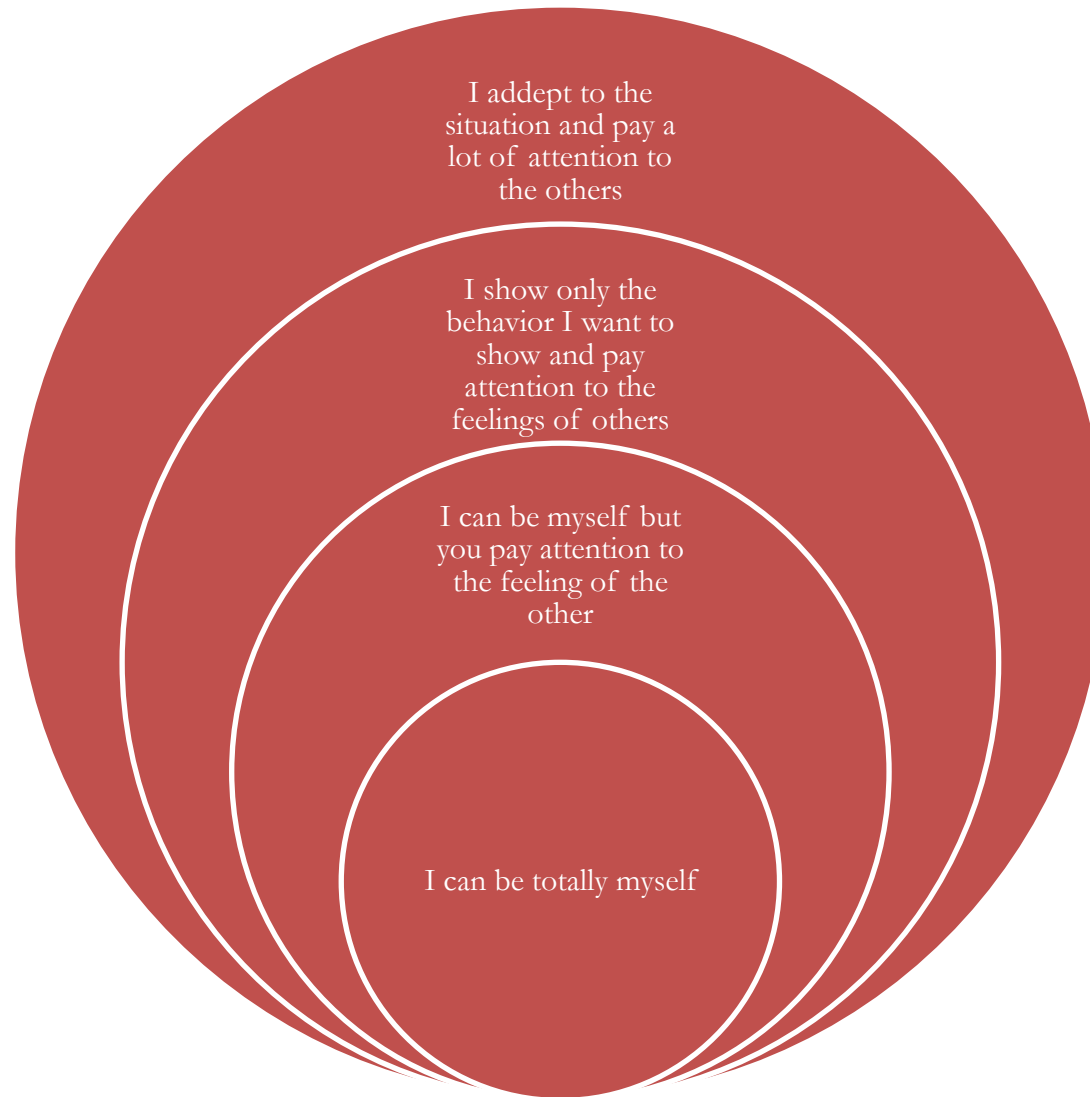 I addept to the
situation and pay a
lot of attention to
the others
I show only the
behavior I want to
show and pay
attention to the
feelings of others
I can be myself but
you pay attention to
the feeling of the
other
I can be totally myself